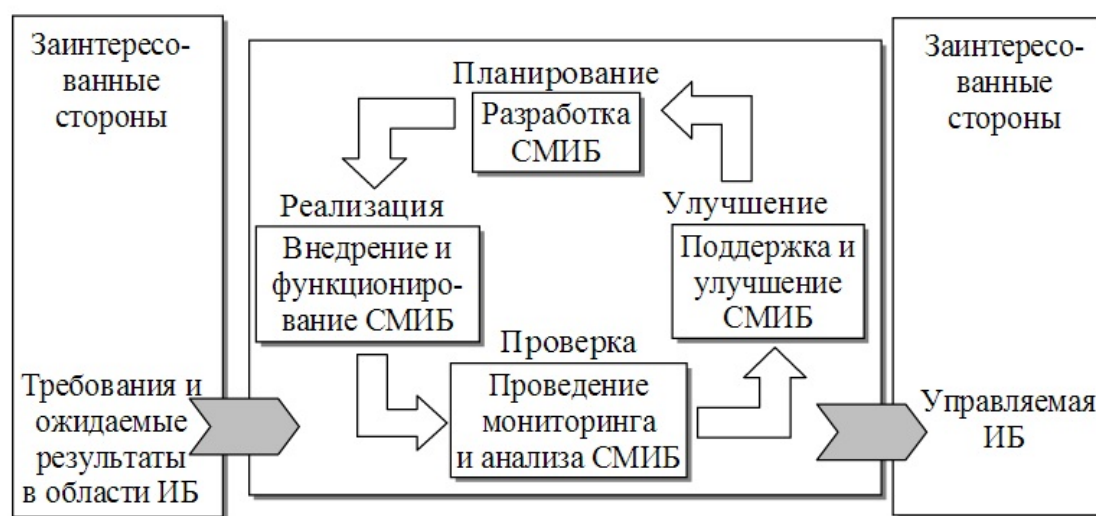 Заинтересо-
ванные
стороны
Требования и
ожидаемые
результаты
в области ИБ
Планирование
Разработка
СМИБ
Реализация
Внедрение и
функциониро-
вание СМИБ
Проверка
Проведение
мониторинга
и анализа СМИБ
Улучшение
Поддержка и
улучшение
СМИБ
Заинтересо-
ванные
стороны
Управляемая
ИБ